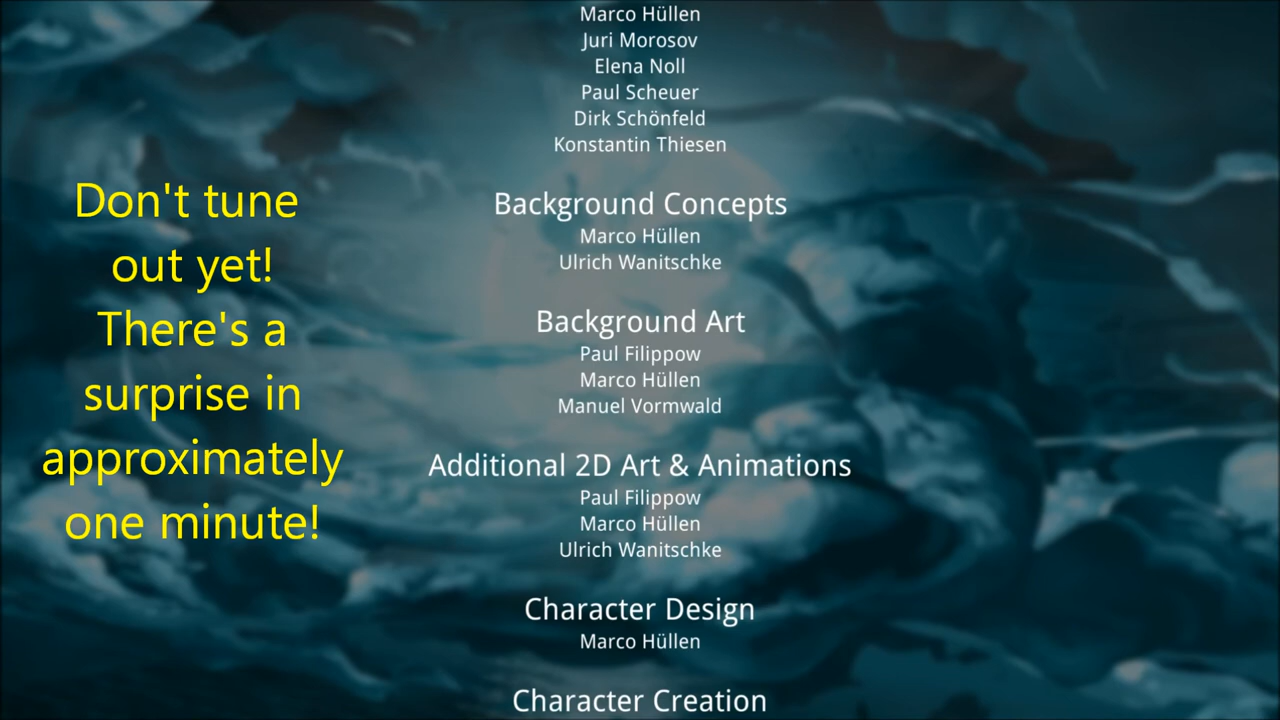 Marco Hüllen
Juri Morosov
Elena Noll
Paul Scheuer
Dirk Schönfeld
Konstantin Thiesen
Don't tune
out yet!
There's a
surprise in
approximately
one minute!
Background Concepts
Marco Hüllen
Ulrich Wanitschke
Background Art
Paul Filippow
Marco Hüllen
Manuel Vormwald
Additional 2D Art & Animations
Paul Filippow
Marco Hüllen
Ulrich Wanitschke
Character Design
Marco Hüllen
Character Creation